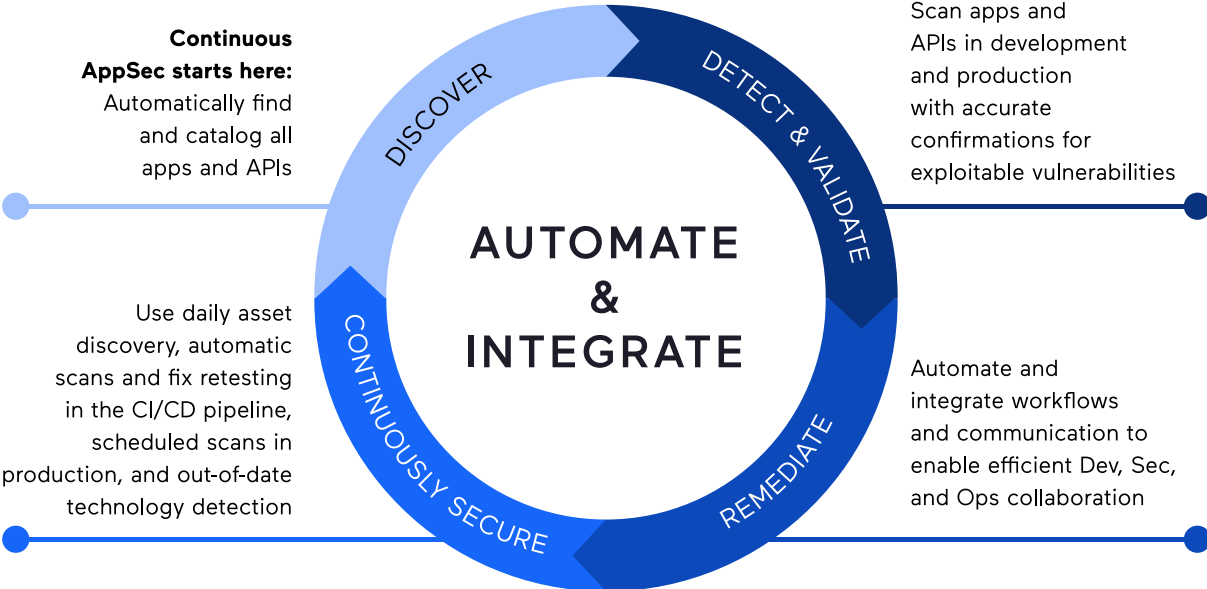 Continuous
AppSec starts here:
Automatically find
and catalog all
apps and APIs
DISCOVER
DETECT & VALIDATE
Scan apps and
APIs in development
and production
with accurate
confirmations for
exploitable vulnerabilities
AUTOMATE
&
INTEGRATE
Use daily asset
discovery, automatic
scans and fix retesting
in the CI/CD pipeline,
scheduled scans in
production, and out-of-date
technology detection
CONTINUOUSLY SECURE
REMEDIATE
Automate and
integrate workflows
and communication to
enable efficient Dev, Sec,
and Ops collaboration